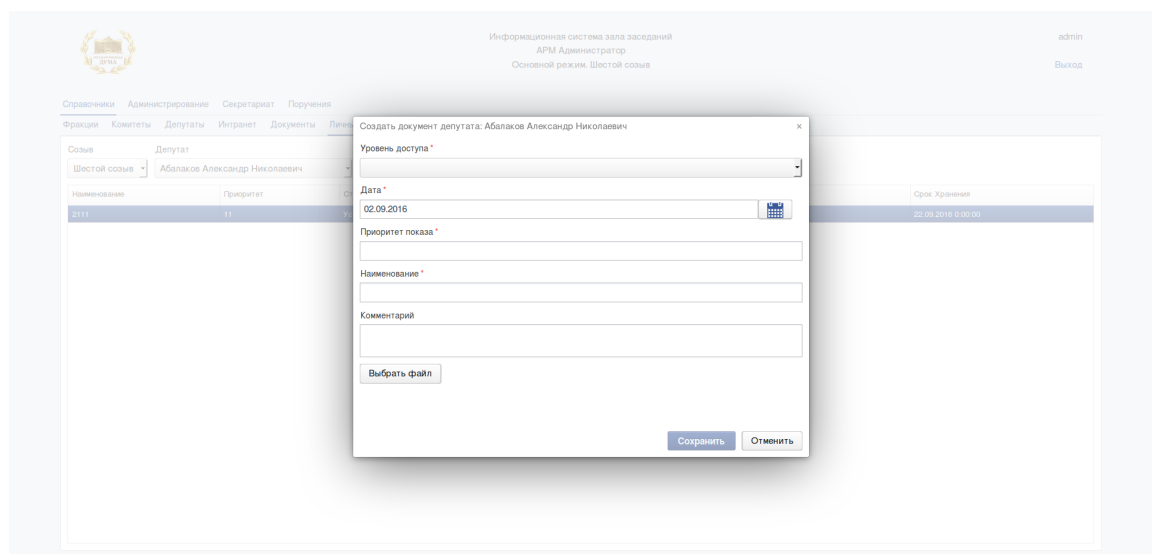 Информационная система зала заседаний
admin
АРМ Администратор
ДУМА
Основной режим. Шестой созыв
Выход
Справочники Администрирование Секретариат Поручения
Фракции Комитеты Депутаты Интранет Документы
Создать документ депутата: Абалаков Александр Николаевич ×
Созыв Депутат
Уровень доступа *
Шестой созыв Абалаков Александр Николаевич
Дата *
Наименование Приоритет Срок Хранения
02.09.2016
2111 11 22.09.2016 0:00:00
Приоритет показа *
Наименование *
Комментарий
Выбрать файл
Сохранить Отменить